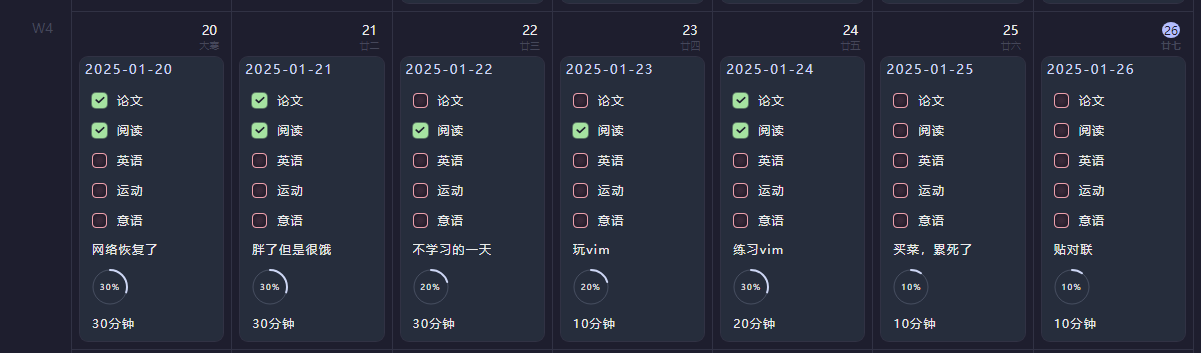 W4
20
大寒
2025-01-20
论文
阅读
英语
运动
意语
网络恢复了
30%
30分钟
21
廿二
2025-01-21
论文
阅读
英语
运动
意语
胖了但是很饿
30%
30分钟
22
廿三
2025-01-22
论文
阅读
英语
运动
意语
不学习的一天
20%
30分钟
23
廿四
2025-01-23
论文
阅读
英语
运动
意语
玩vim
20%
10分钟
24
廿五
2025-01-24
论文
阅读
英语
运动
意语
练习vim
30%
20分钟
25
廿六
2025-01-25
论文
阅读
英语
运动
意语
买菜，累死了
10%
10分钟
26
廿七
2025-01-26
论文
阅读
英语
运动
意语
贴对联
10%
10分钟